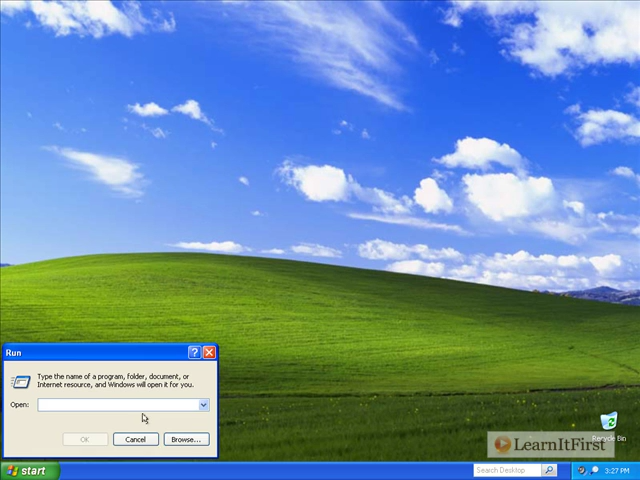 Run
Type the name of a program, folder, document, or
Internet resource, and Windows will open it for you.
Open:
OK
Cancel
Browse...
Recycle Bin
LearnItFirst
start
Search Desktop
3:27 PM